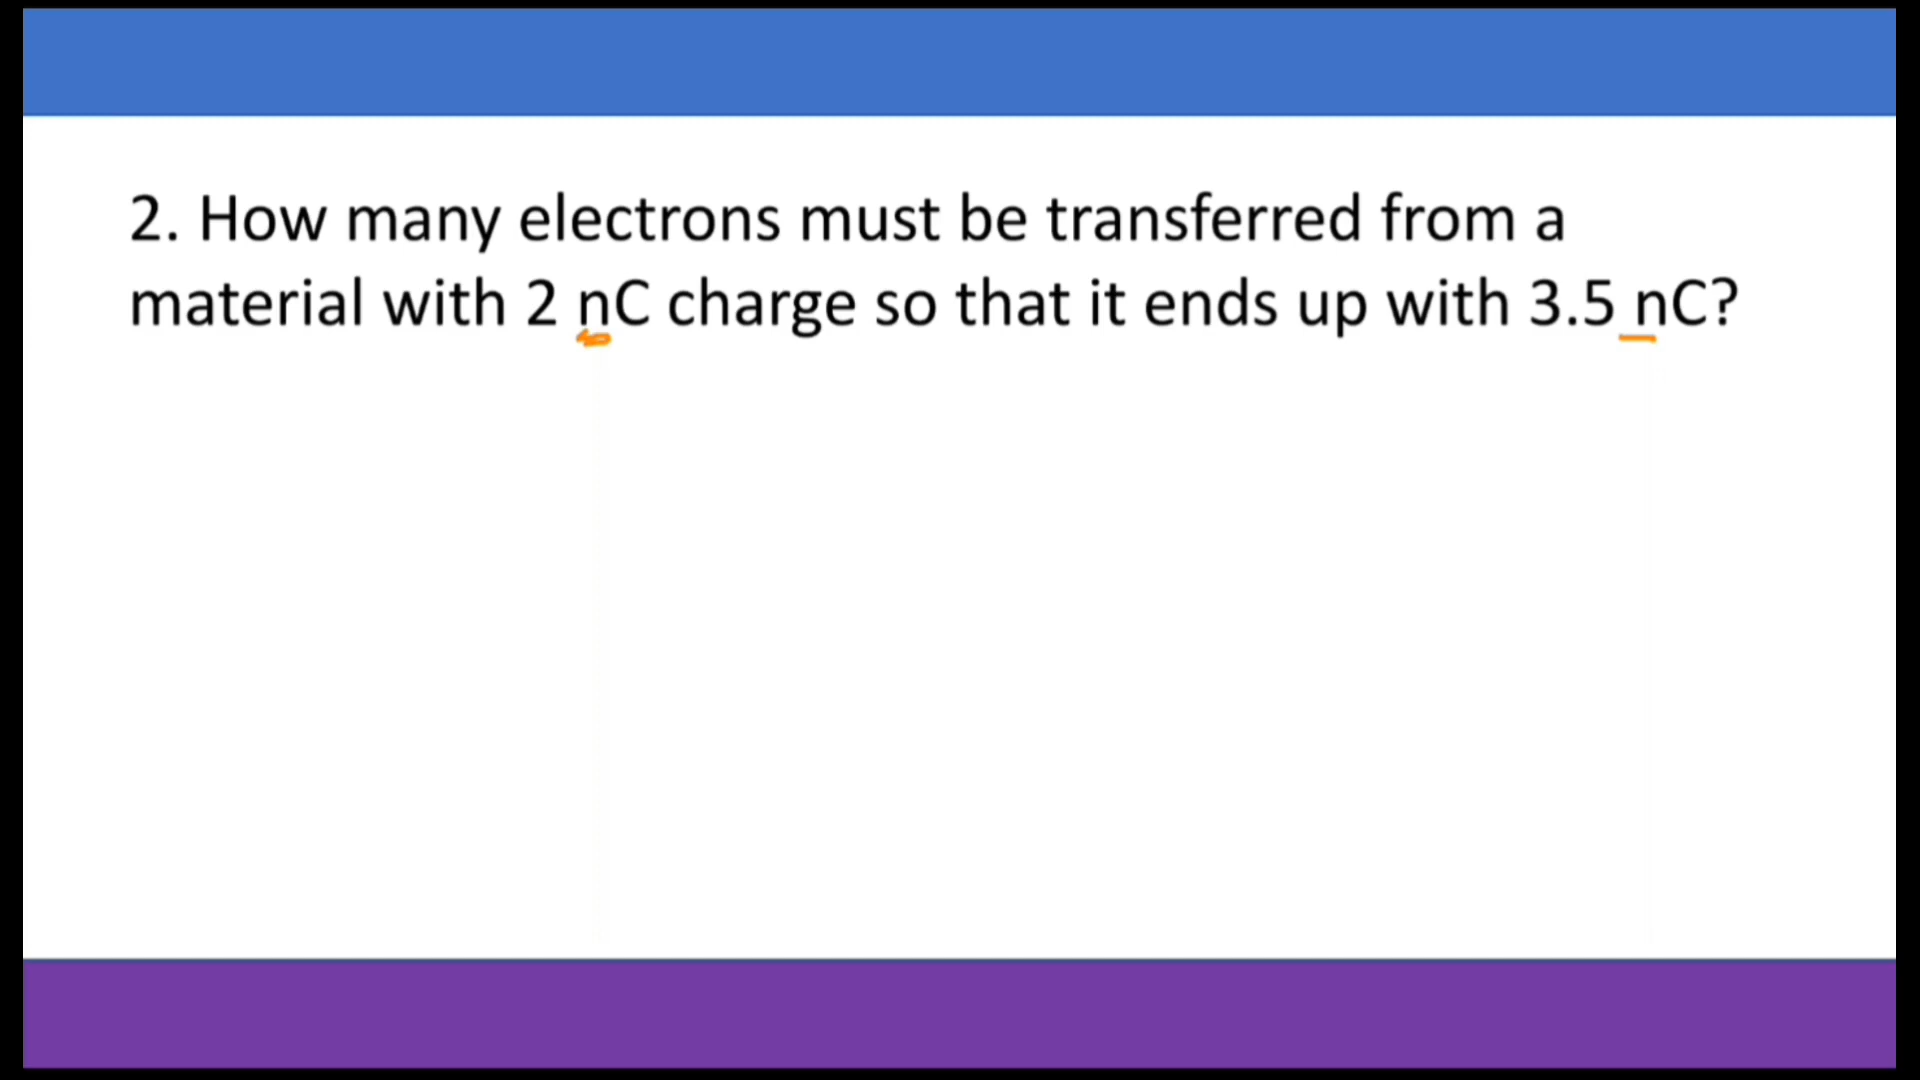 2. How many electrons must be transferred from a
material with 2 nC charge so that it ends up with 3.5 nC?